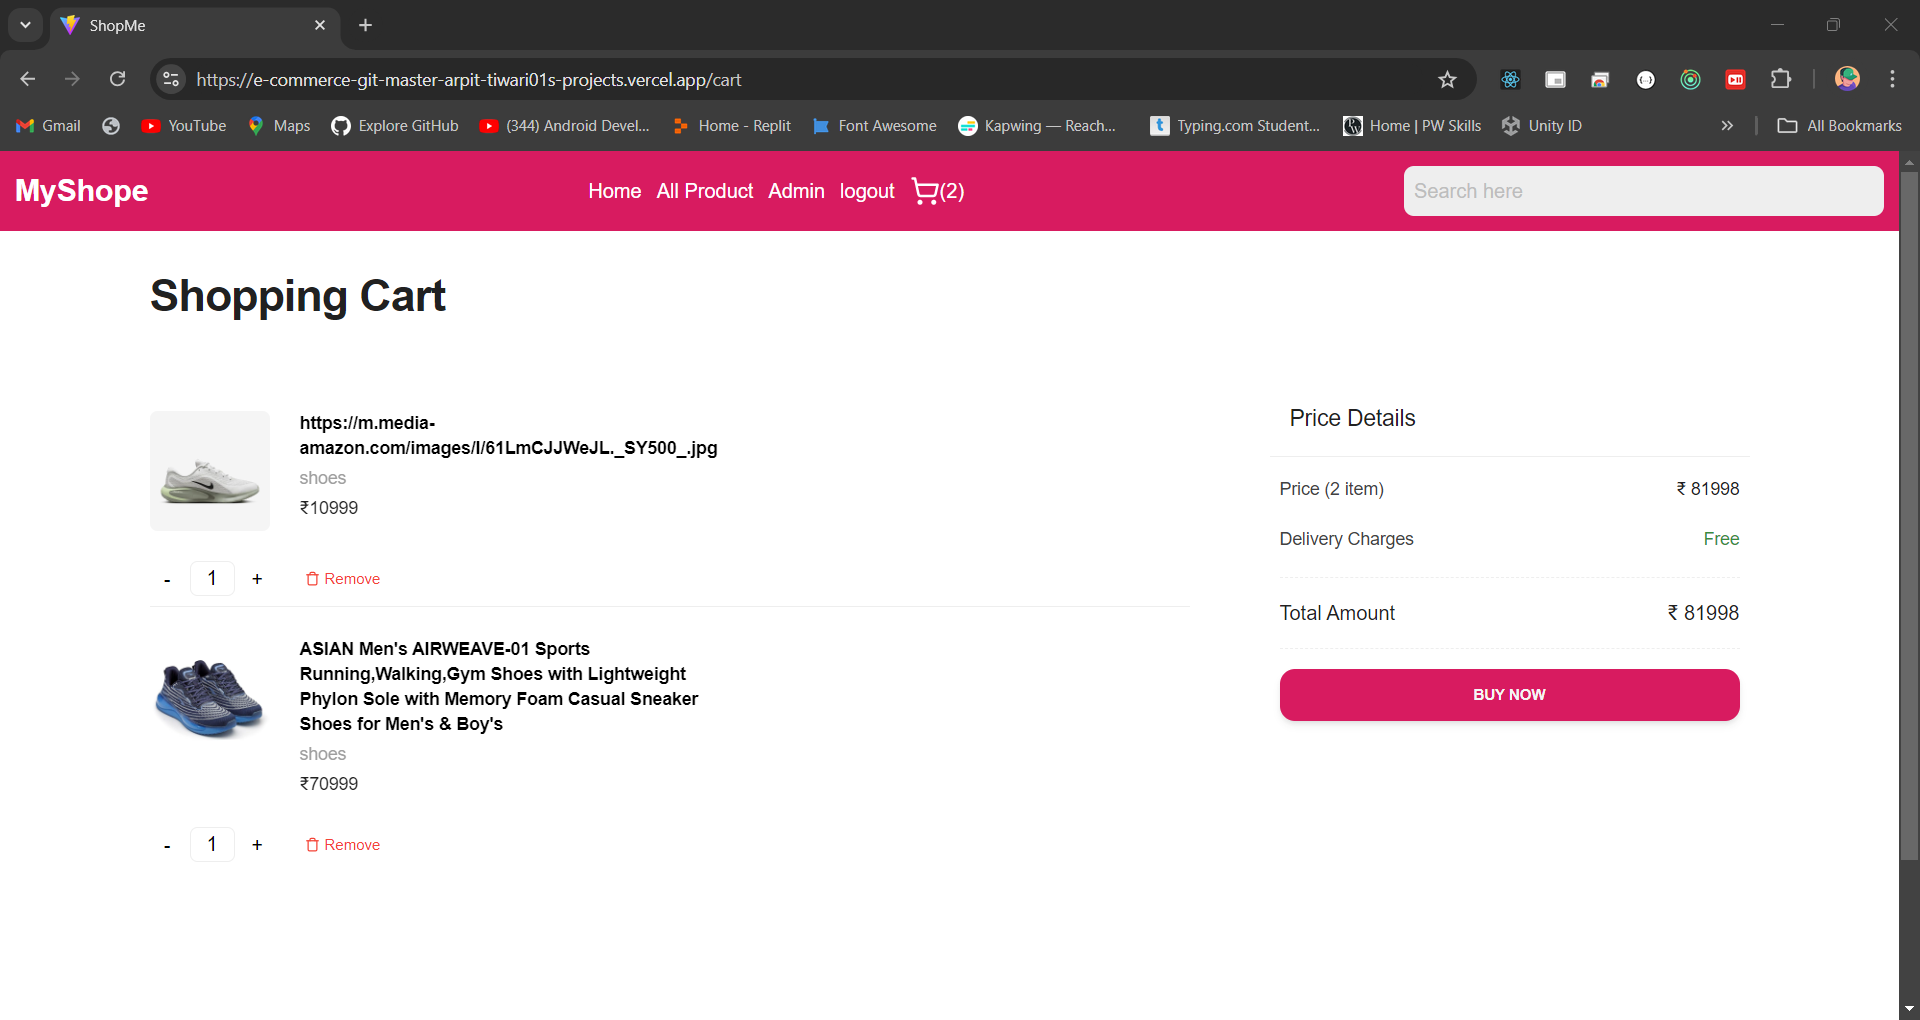 ShopMe
https://e-commerce-git-master-arpit-tiwari01s-projects.vercel.app/cart
Gmail YouTube Maps Explore GitHub (344) Android Devel... Home - Replit Font Awesome Kapwing — Reach... Typing.com Student... Home | PW Skills Unity ID All Bookmarks
MyShope Home All Product Admin logout (2) Search here
Shopping Cart
https://m.media-
amazon.com/images/I/61LmCJJWeJL._SY500_.jpg
shoes
₹10999
- 1 + Remove
ASIAN Men's AIRWEAVE-01 Sports
Running,Walking,Gym Shoes with Lightweight
Phylon Sole with Memory Foam Casual Sneaker
Shoes for Men's & Boy's
shoes
₹70999
- 1 + Remove
Price Details
Price (2 item) ₹ 81998
Delivery Charges Free
Total Amount ₹ 81998
BUY NOW